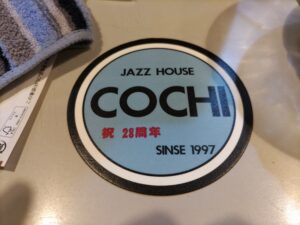 JAZZ HOUSE
COCHI
祝 28周年
SINSE 1997